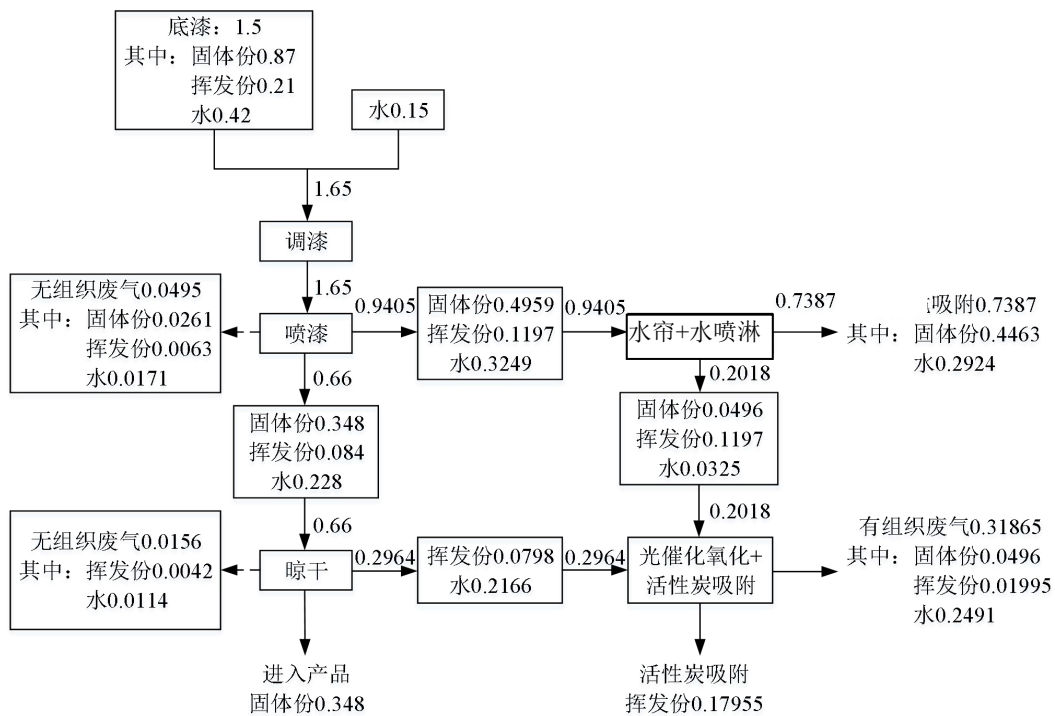 底漆：1.5
其中：固体份0.87
挥发份0.21
水0.42
水0.15
1.65
调漆
1.65
无组织废气0.0495
其中：固体份0.0261
挥发份0.0063
水0.0171
喷漆
0.9405
固体份0.4959
挥发份0.1197
水0.3249
0.9405
水帘+水喷淋
0.7387
吸附0.7387
其中：固体份0.4463
水0.2924
0.66
0.2018
固体份0.348
挥发份0.084
水0.228
固体份0.0496
挥发份0.1197
水0.0325
0.66
0.2018
无组织废气0.0156
其中：挥发份0.0042
水0.0114
晾干
0.2964
挥发份0.0798
水0.2166
0.2964
光催化氧化+
活性炭吸附
有组织废气0.31865
其中：固体份0.0496
挥发份0.01995
水0.2491
进入产品
固体份0.348
活性炭吸附
挥发份0.17955